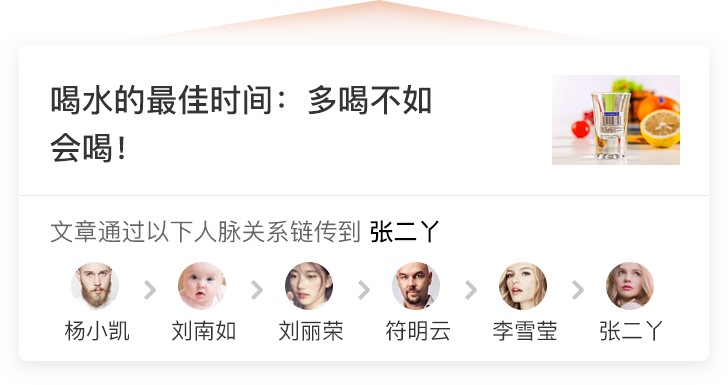 喝水的最佳时间：多喝不如
会喝！
文章通过以下人脉关系链传到 张二丫
杨小凯 刘南如 刘丽荣 符明云 李雪莹 张二丫